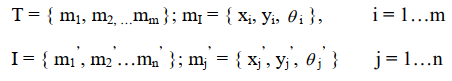 T = { m₁, m₂, ...mₘ }; mᵢ = { xᵢ, yᵢ, θᵢ }, i = 1…m
I = { m₁', m₂'…mₙ' }; mⱼ' = { xⱼ', yⱼ', θⱼ' } j = 1…n